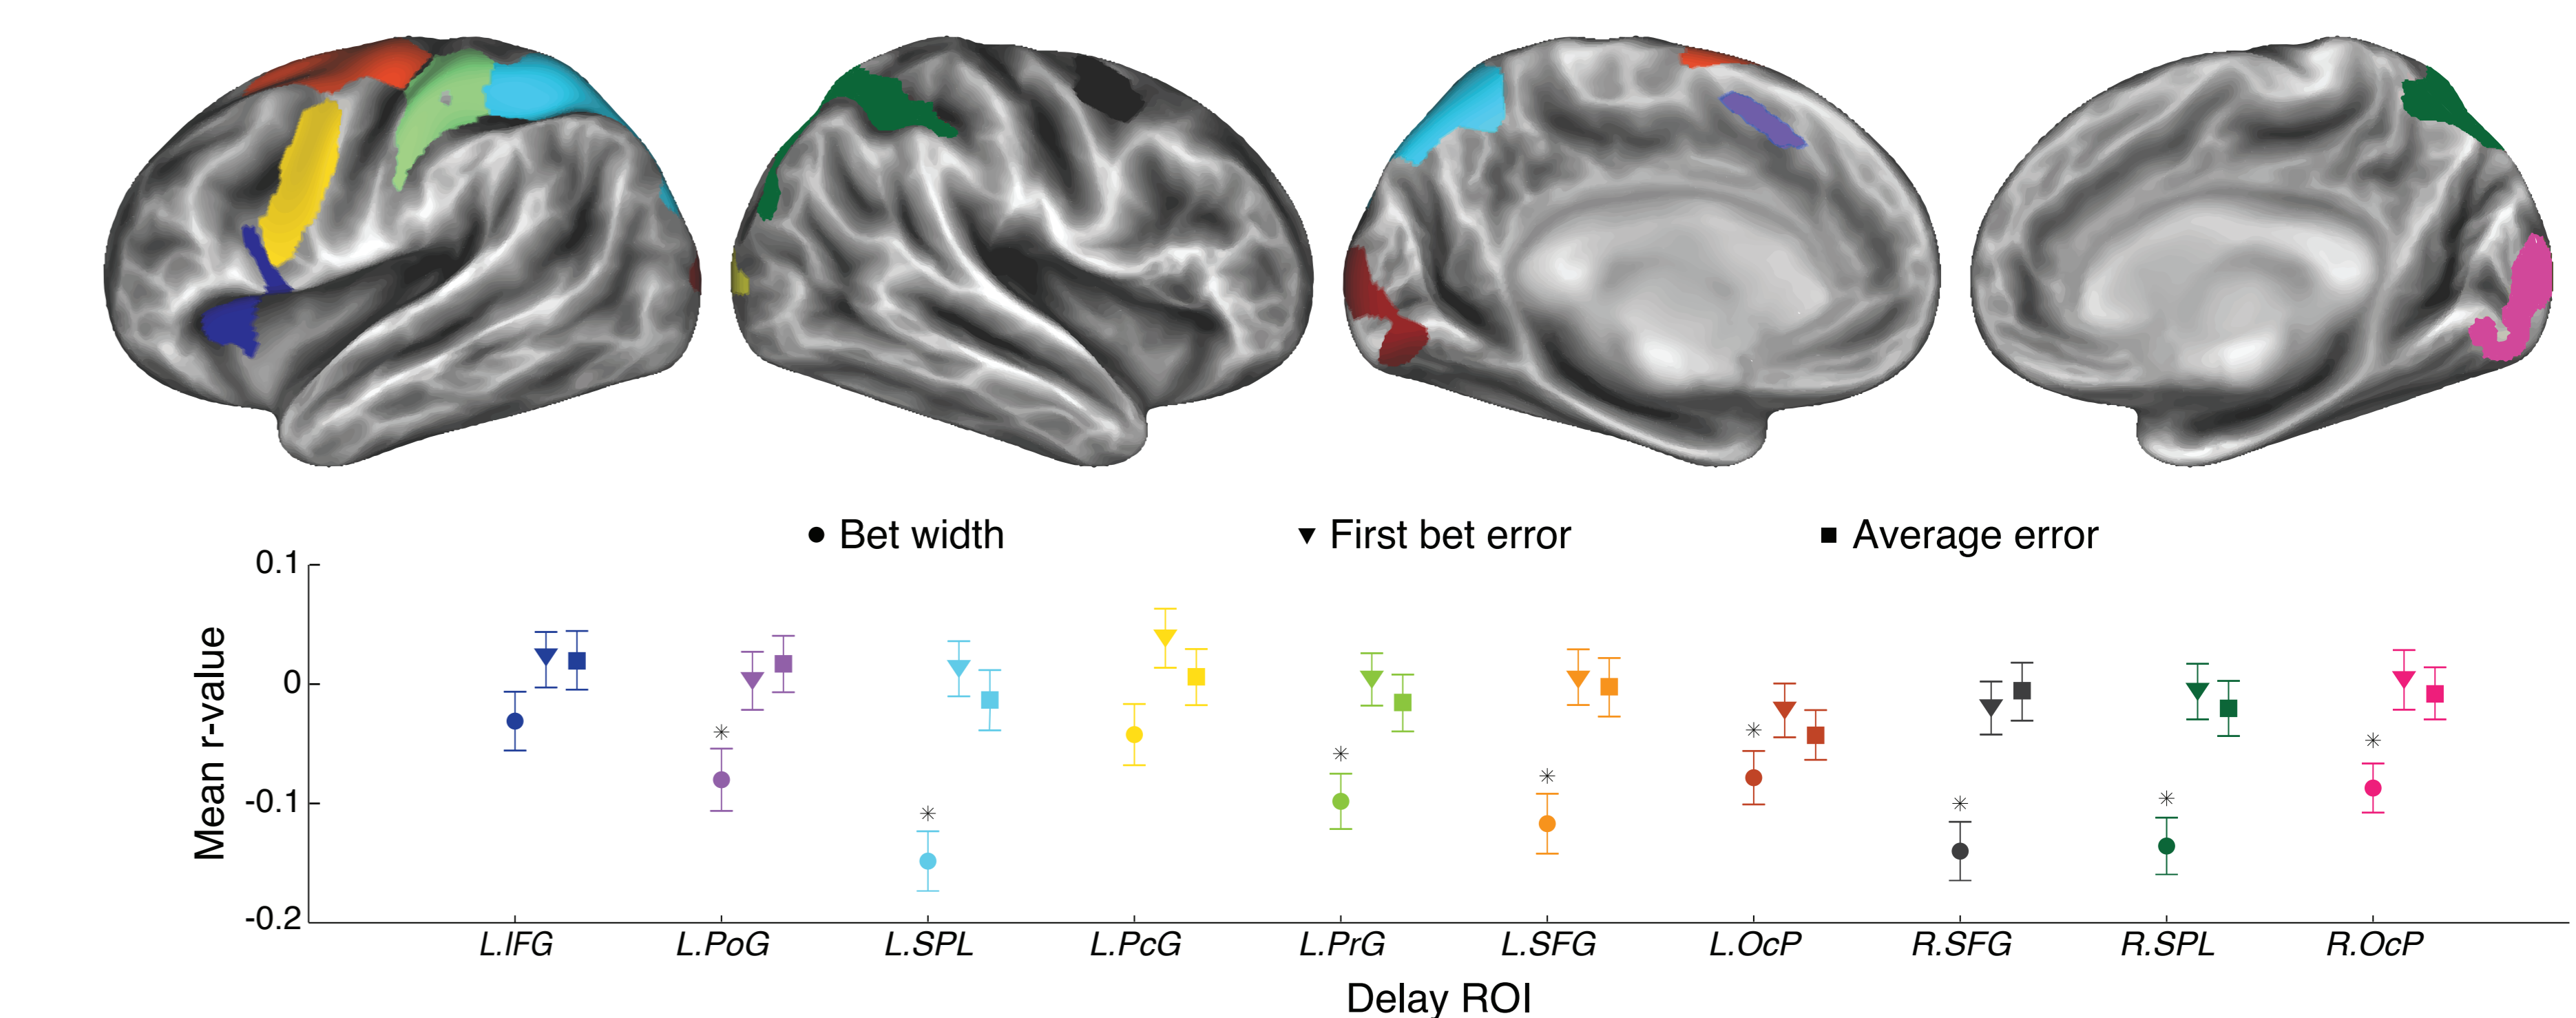 Bet width
First bet error
Average error
0.1
0
-0.1
-0.2
Mean r-value
* * * * * * * *
L.IFG L.PoG L.SPL L.PcG L.PrG L.SFG L.OcP R.SFG R.SPL R.OcP
Delay ROI